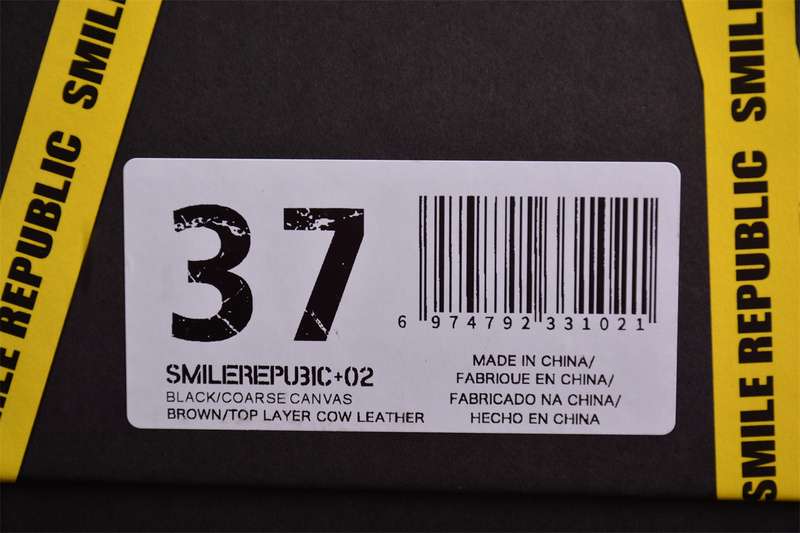 SMILE REPUBLIC SMILE
37
6 974792 331021
SMILEREPUBIC+02
BLACK/COARSE CANVAS
BROWN/TOP LAYER COW LEATHER
MADE IN CHINA/
FABRIQUE EN CHINA/
FABRICADO NA CHINA/
HECHO EN CHINA
SMILE REPUBLIC SMILE